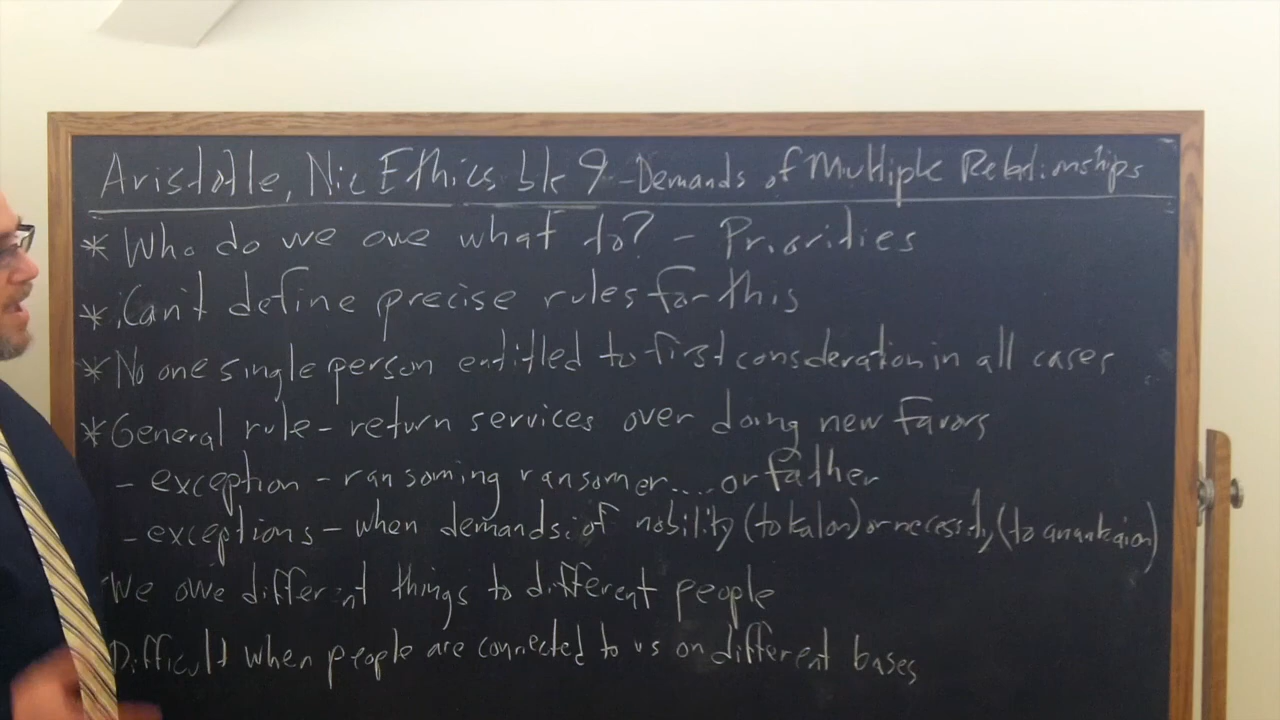 Aristotle, Nic Ethics bk 9 - Demands of Multiple Relationships
* Who do we owe what to? - Priorities
* Can't define precise rules for this
* No one single person entitled to first consideration in all cases
* General rule - return services over doing new favors
- exception - ransoming ransomer.... or father
- exceptions - when demands of nobility (to kalon) or necessity (to anankaion)
We owe different things to different people
Difficult when people are connected to us on different bases